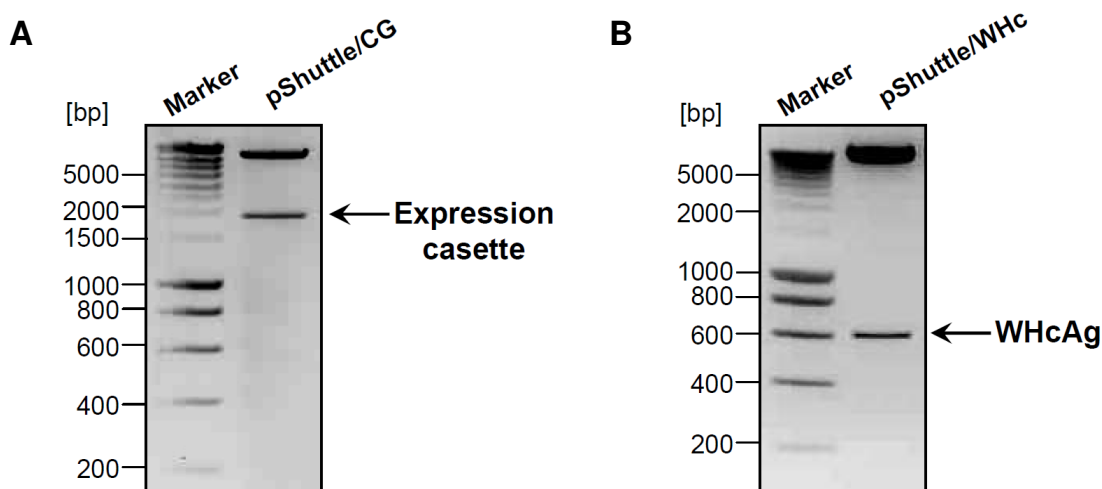 A
Marker
pShuttle/CG
[bp]
5000
2000
1500
1000
800
600
400
200
Expression
casette
B
Marker
pShuttle/WHc
[bp]
5000
2000
1000
800
600
400
200
WHcAg